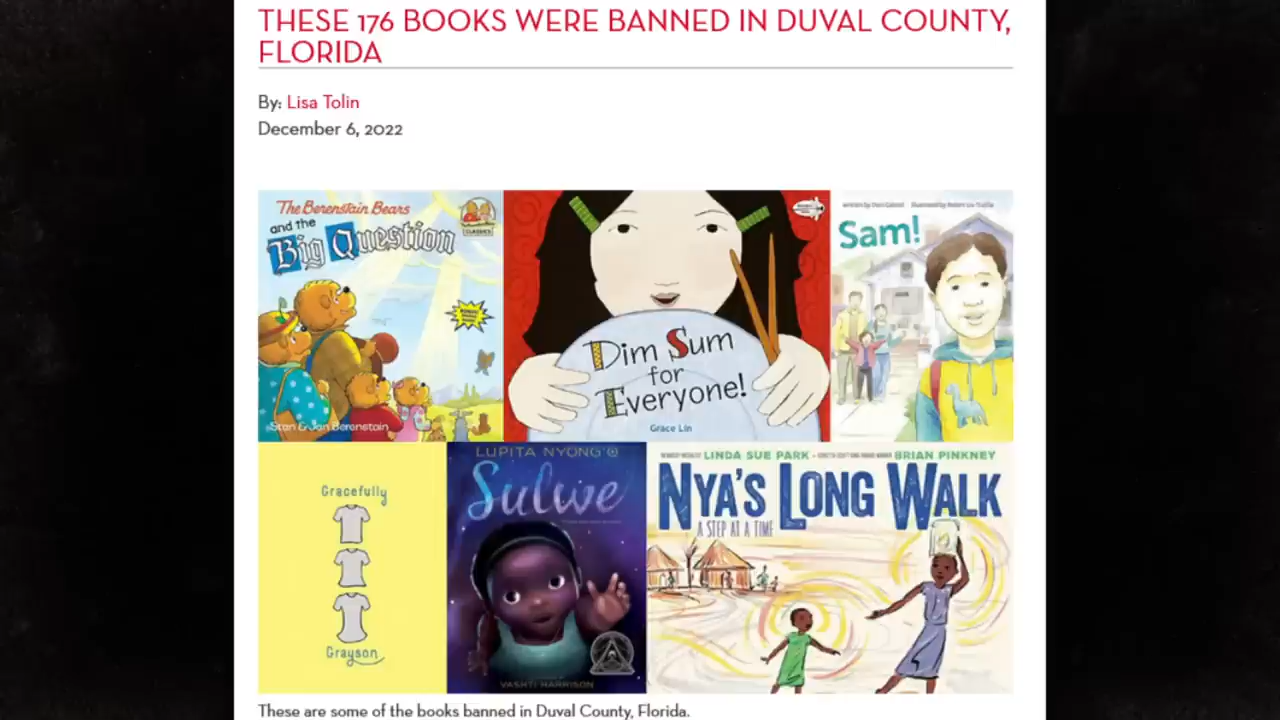 THESE 176 BOOKS WERE BANNED IN DUVAL COUNTY,
FLORIDA
By: Lisa Tolin
December 6, 2022
The Berenstain Bears
and the
Big Question
CLASSICS
Stan & Jan Berenstain
Dim Sum
for
Everyone!
Grace Lin
Sam!
Gracefully
Grayson
LUPITA NYONG'O
Sulwe
VASHTI HARRISON
LINDA SUE PARK
BRIAN PINKNEY
NYA'S LONG WALK
A STEP AT A TIME
These are some of the books banned in Duval County, Florida.